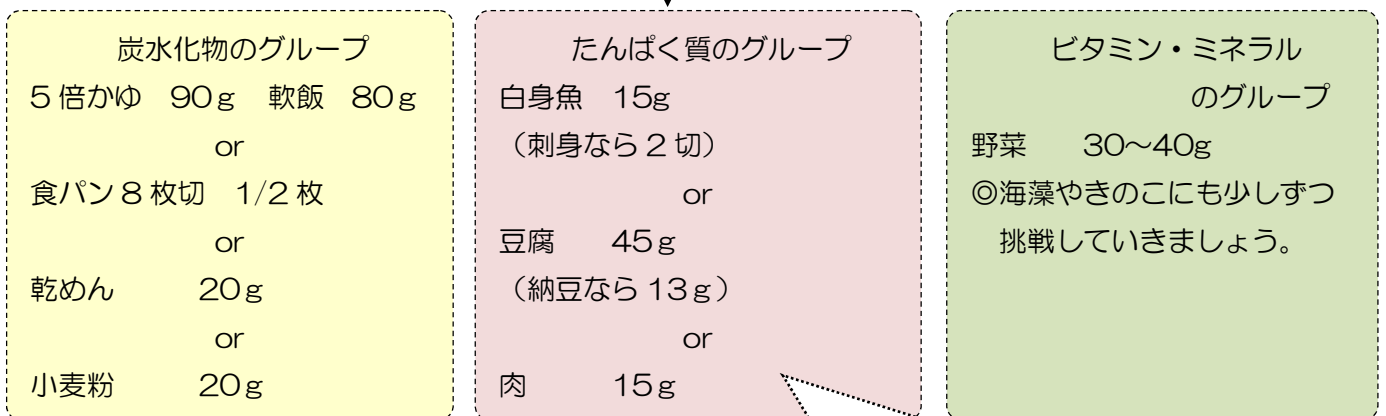 炭水化物のグループ
5倍かゆ 90g 軟飯 80g
or
食パン8枚切 1/2枚
or
乾めん 20g
or
小麦粉 20g
たんぱく質のグループ
白身魚 15g
（刺身なら2切）
or
豆腐 45g
（納豆なら13g）
or
肉 15g
ビタミン・ミネラル
のグループ
野菜 30～40g
◎海藻やきのこにも少しずつ
挑戦していきましょう。